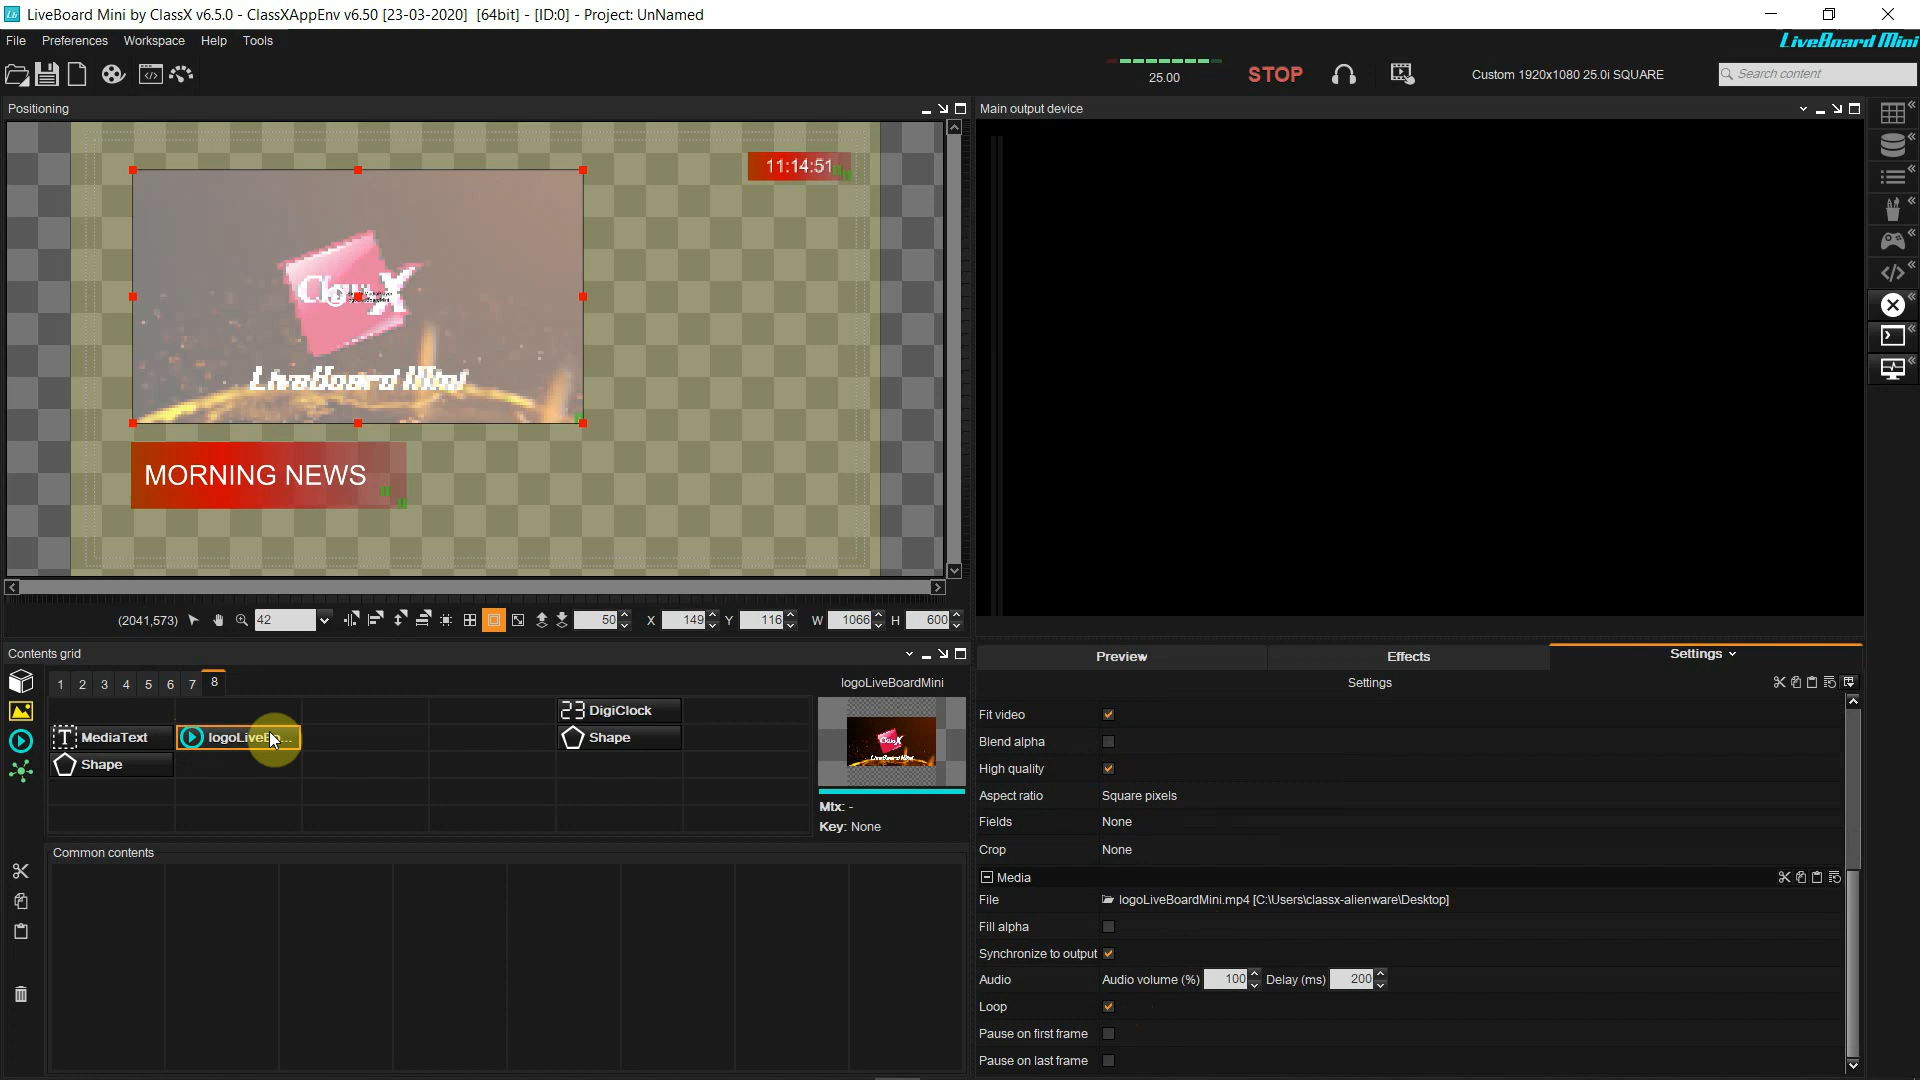 LiveBoard Mini by ClassX v6.5.0 - ClassXAppEnv v6.50 [23-03-2020] [64bit] - [ID:0] - Project: UnNamed
File Preferences Workspace Help Tools
LiveBoard Mini
25.00 STOP Custom 1920x1080 25.0i SQUARE Search content
Positioning
Main output device
11:14:51
ClassX
LiveBoard Mini
MORNING NEWS
(2041,573) 42 50 X 149 Y 116 W 1066 H 600
Contents grid
1 2 3 4 5 6 7 8
logoLiveBoardMini
23 DigiClock
T MediaText
Shape
Shape
Mtx: -
Key: None
Common contents
Preview
Effects
Settings
Settings
Fit video
Blend alpha
High quality
Aspect ratio Square pixels
Fields None
Crop None
Media
File logoLiveBoardMini.mp4 [C:\Users\classx-alienware\Desktop]
Fill alpha
Synchronize to output
Audio Audio volume (%) 100 Delay (ms) 200
Loop
Pause on first frame
Pause on last frame